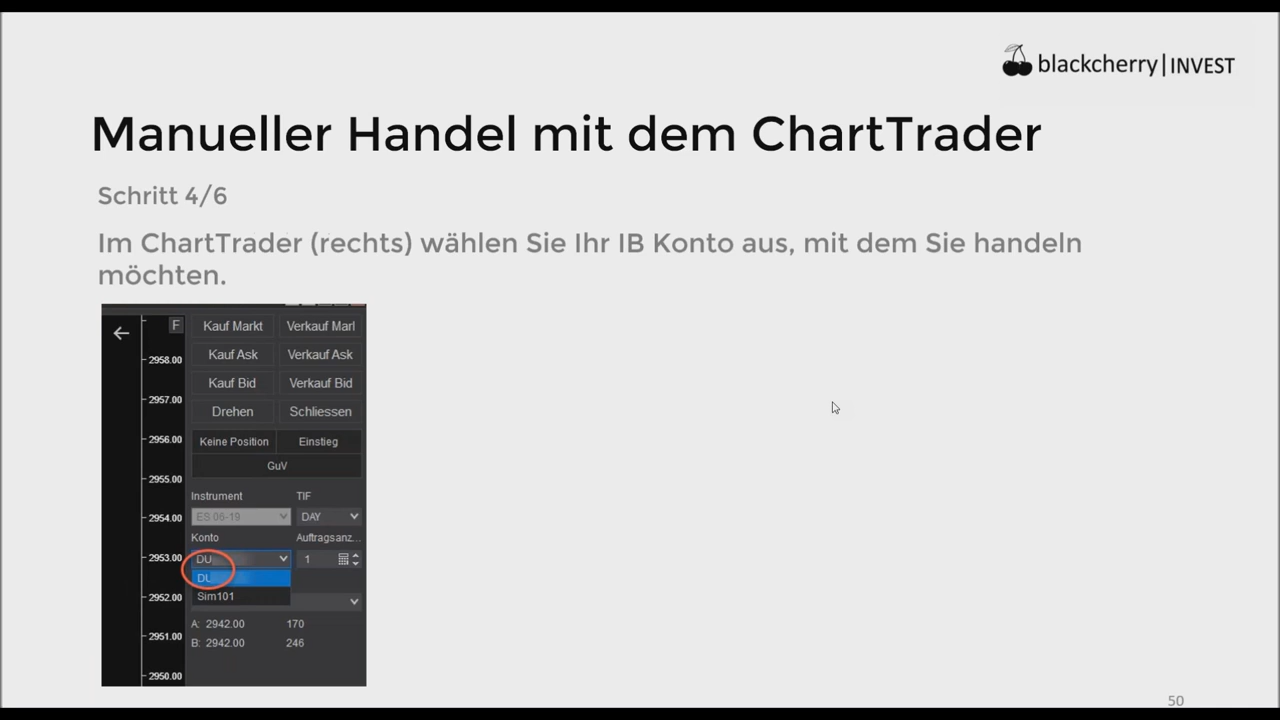 blackcherry|INVEST
Manueller Handel mit dem ChartTrader
Schritt 4/6
Im ChartTrader (rechts) wählen Sie Ihr IB Konto aus, mit dem Sie handeln
möchten.
F
Kauf Markt Verkauf Marl
2958.00 Kauf Ask Verkauf Ask
Kauf Bid Verkauf Bid
2957.00
Drehen Schliessen
2956.00 Keine Position Einstieg
GuV
2955.00
Instrument TIF
2954.00 ES 06-19 DAY
Konto Auftragsanz...
2953.00 DU 1
DU
2952.00 Sim101
A: 2942.00 170
2951.00 B: 2942.00 246
2950.00
50